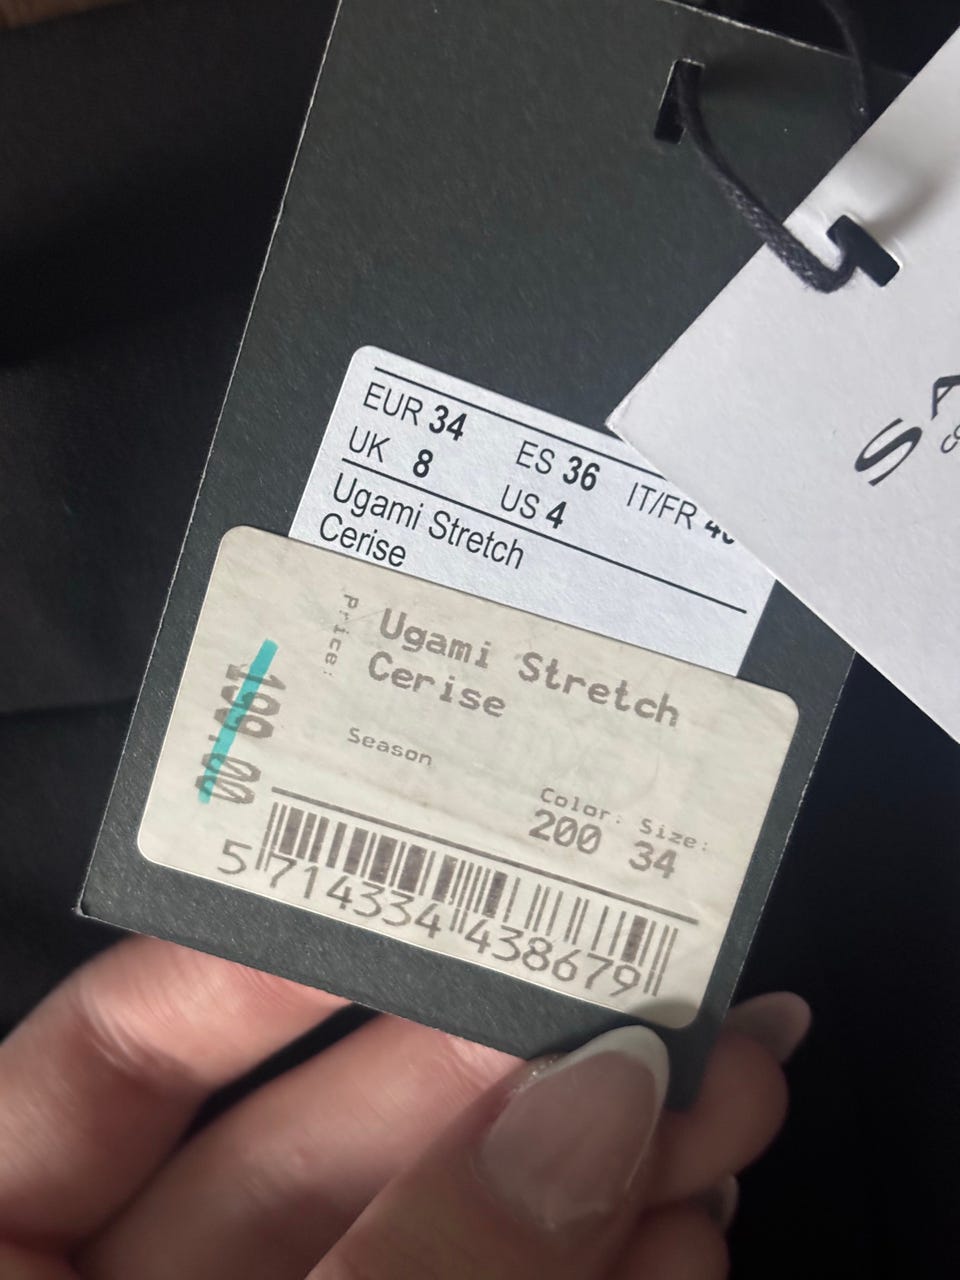 EUR 34 ES 36 IT/FR
UK 8 US 4
Ugami Stretch
Cerise
Price:
Ugami Stretch
Cerise
Season
Color: Size:
200 34
5 714334 438679
SA